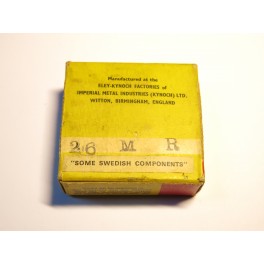 Manufactured at the
ELEY-KYNOCH FACTORIES of
IMPERIAL METAL INDUSTRIES (KYNOCH) LTD.
WITTON, BIRMINGHAM, ENGLAND
26 M R
"SOME SWEDISH COMPONENTS"